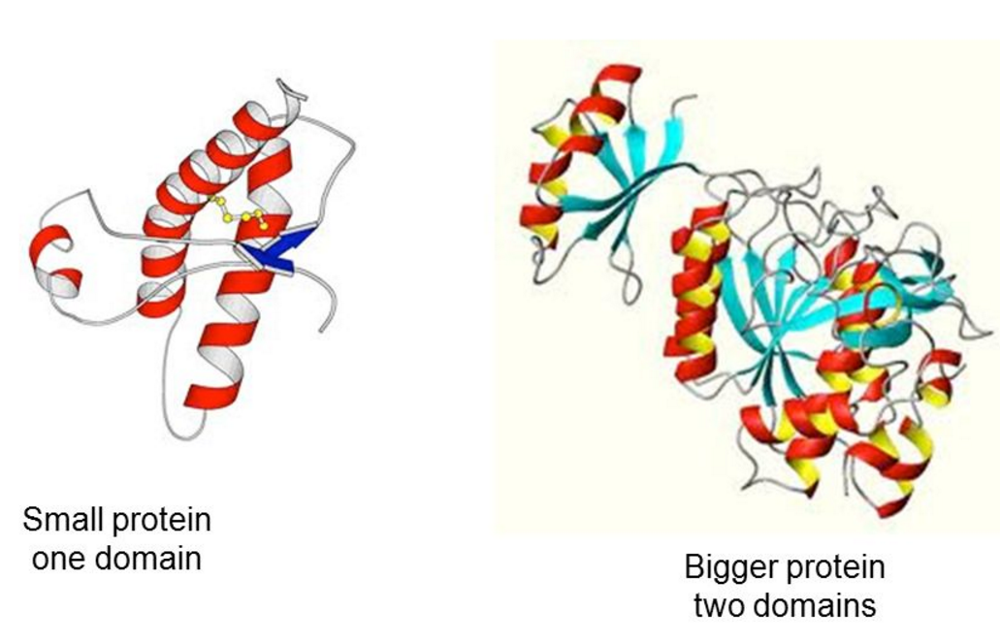 Small protein
one domain
Bigger protein
two domains